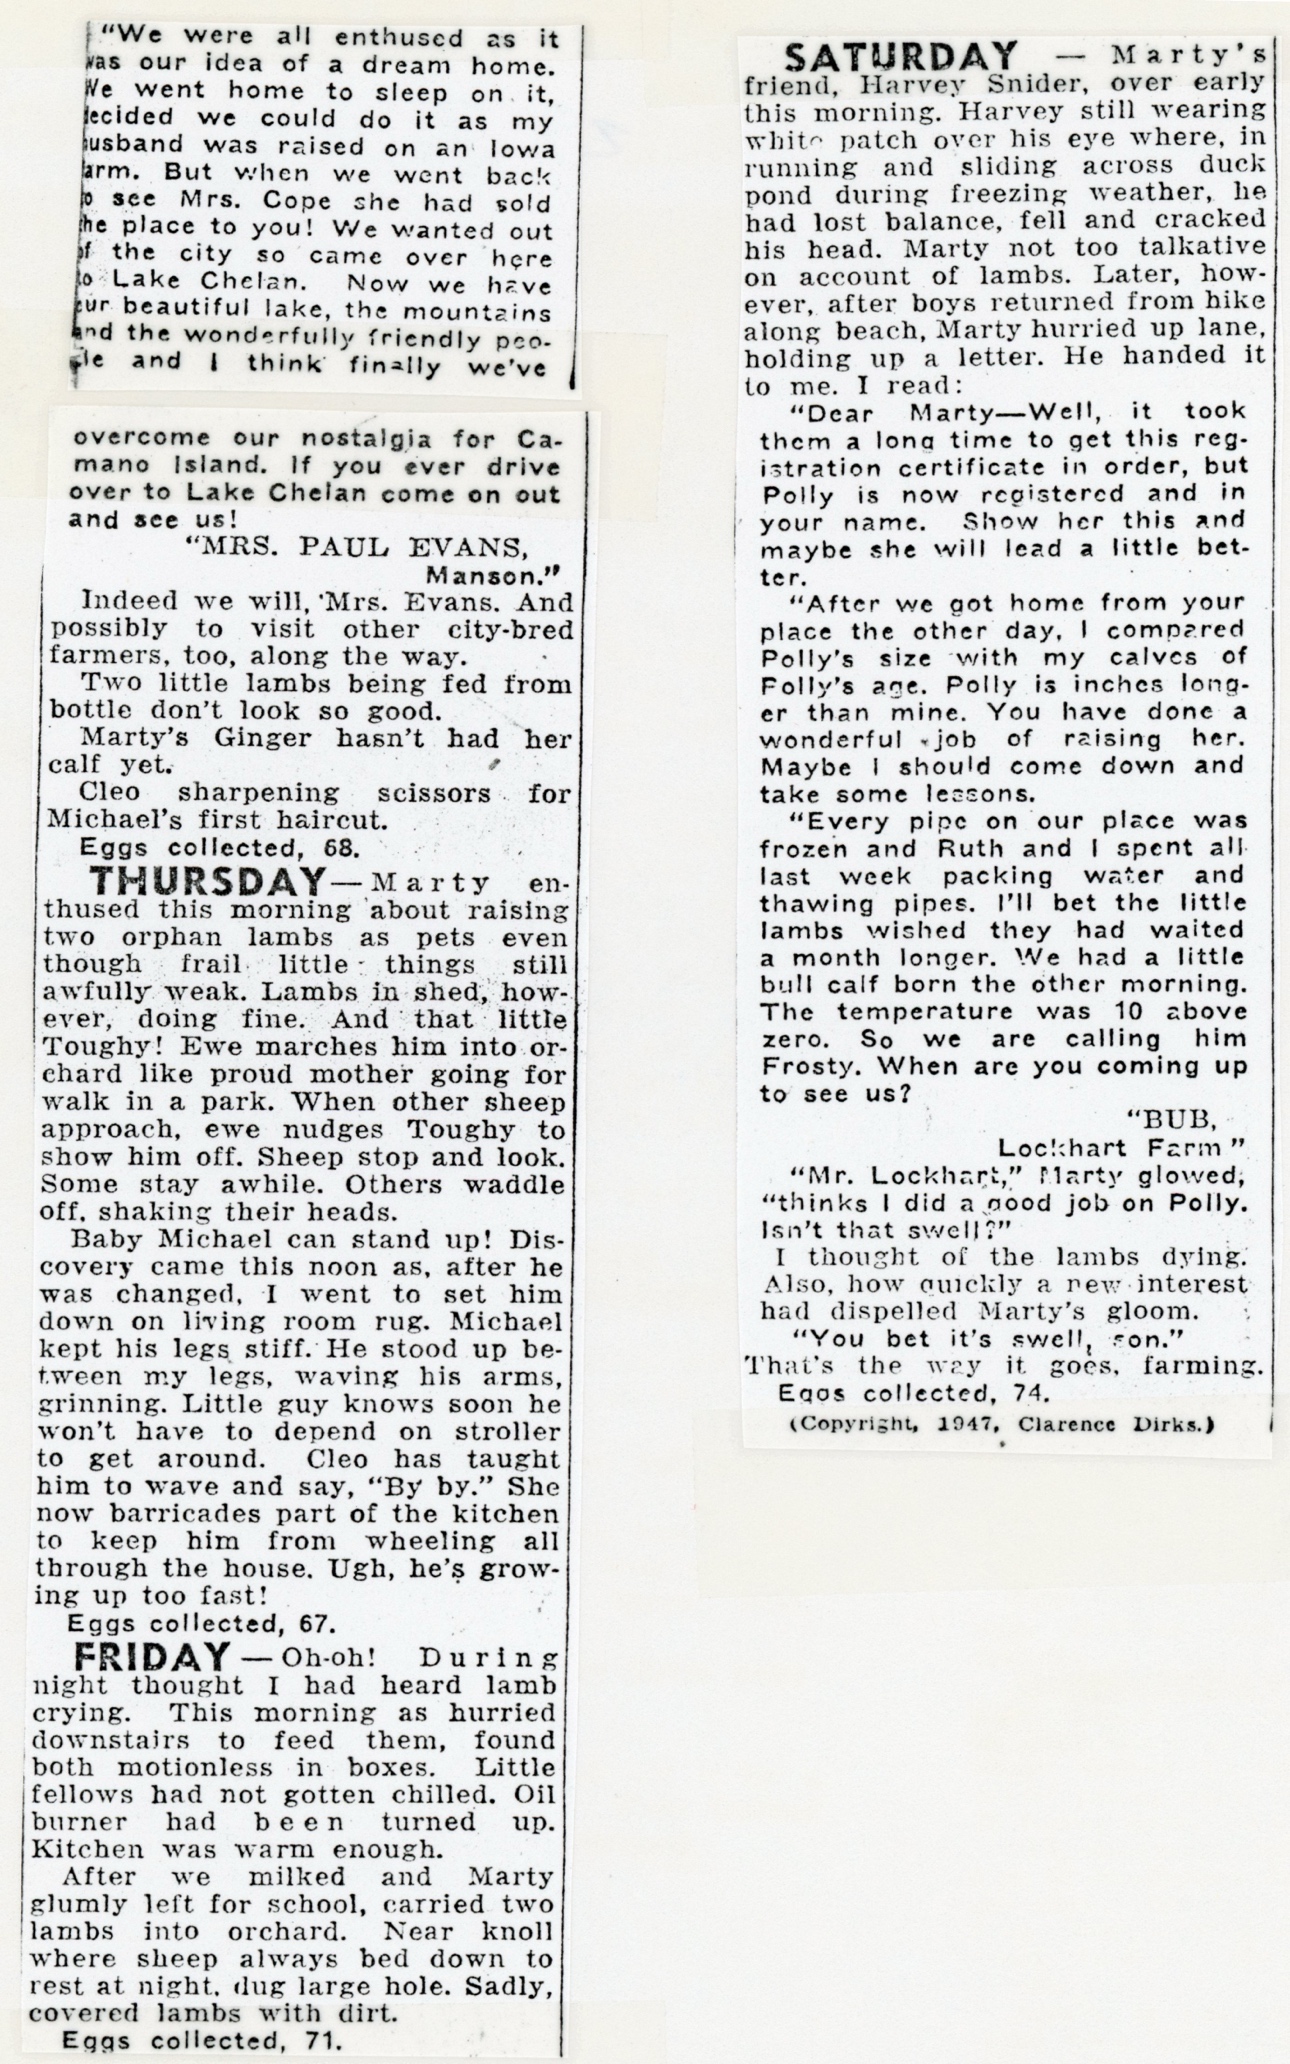 "We were all enthused as it
was our idea of a dream home.
We went home to sleep on it,
decided we could do it as my
husband was raised on an Iowa
farm. But when we went back
to see Mrs. Cope she had sold
the place to you! We wanted out
of the city so came over here
to Lake Chelan. Now we have
our beautiful lake, the mountains
and the wonderfully friendly peo-
ple and I think finally we've
overcome our nostalgia for Ca-
mano Island. If you ever drive
over to Lake Chelan come on out
and see us!
"MRS. PAUL EVANS,
Manson."
Indeed we will, Mrs. Evans. And
possibly to visit other city-bred
farmers, too, along the way.
Two little lambs being fed from
bottle don't look so good.
Marty's Ginger hasn't had her
calf yet.
Cleo sharpening scissors for
Michael's first haircut.
Eggs collected, 68.
THURSDAY—Marty en-
thused this morning about raising
two orphan lambs as pets even
though frail little things still
awfully weak. Lambs in shed, how-
ever, doing fine. And that little
Toughy! Ewe marches him into or-
chard like proud mother going for
walk in a park. When other sheep
approach, ewe nudges Toughy to
show him off. Sheep stop and look.
Some stay awhile. Others waddle
off, shaking their heads.
Baby Michael can stand up! Dis-
covery came this noon as, after he
was changed, I went to set him
down on living room rug. Michael
kept his legs stiff. He stood up be-
tween my legs, waving his arms,
grinning. Little guy knows soon he
won't have to depend on stroller
to get around. Cleo has taught
him to wave and say, "By by." She
now barricades part of the kitchen
to keep him from wheeling all
through the house. Ugh, he's grow-
ing up too fast!
Eggs collected, 67.
FRIDAY—Oh-oh! During
night thought I had heard lamb
crying. This morning as hurried
downstairs to feed them, found
both motionless in boxes. Little
fellows had not gotten chilled. Oil
burner had been turned up.
Kitchen was warm enough.
After we milked and Marty
glumly left for school, carried two
lambs into orchard. Near knoll
where sheep always bed down to
rest at night, dug large hole. Sadly,
covered lambs with dirt.
Eggs collected, 71.
SATURDAY — Marty's
friend, Harvey Snider, over early
this morning. Harvey still wearing
white patch over his eye where, in
running and sliding across duck
pond during freezing weather, he
had lost balance, fell and cracked
his head. Marty not too talkative
on account of lambs. Later, how-
ever, after boys returned from hike
along beach, Marty hurried up lane,
holding up a letter. He handed it
to me. I read:
"Dear Marty—Well, it took
them a long time to get this reg-
istration certificate in order, but
Polly is now registered and in
your name. Show her this and
maybe she will lead a little bet-
ter.
"After we got home from your
place the other day, I compared
Polly's size with my calves of
Polly's age. Polly is inches long-
er than mine. You have done a
wonderful job of raising her.
Maybe I should come down and
take some lessons.
"Every pipe on our place was
frozen and Ruth and I spent all
last week packing water and
thawing pipes. I'll bet the little
lambs wished they had waited
a month longer. We had a little
bull calf born the other morning.
The temperature was 10 above
zero. So we are calling him
Frosty. When are you coming up
to see us?
"BUB,
Lockhart Farm"
"Mr. Lockhart," Marty glowed,
"thinks I did a good job on Polly.
Isn't that swell?"
I thought of the lambs dying.
Also, how quickly a new interest
had dispelled Marty's gloom.
"You bet it's swell, son."
That's the way it goes, farming.
Eggs collected, 74.
(Copyright, 1947, Clarence Dirks.)